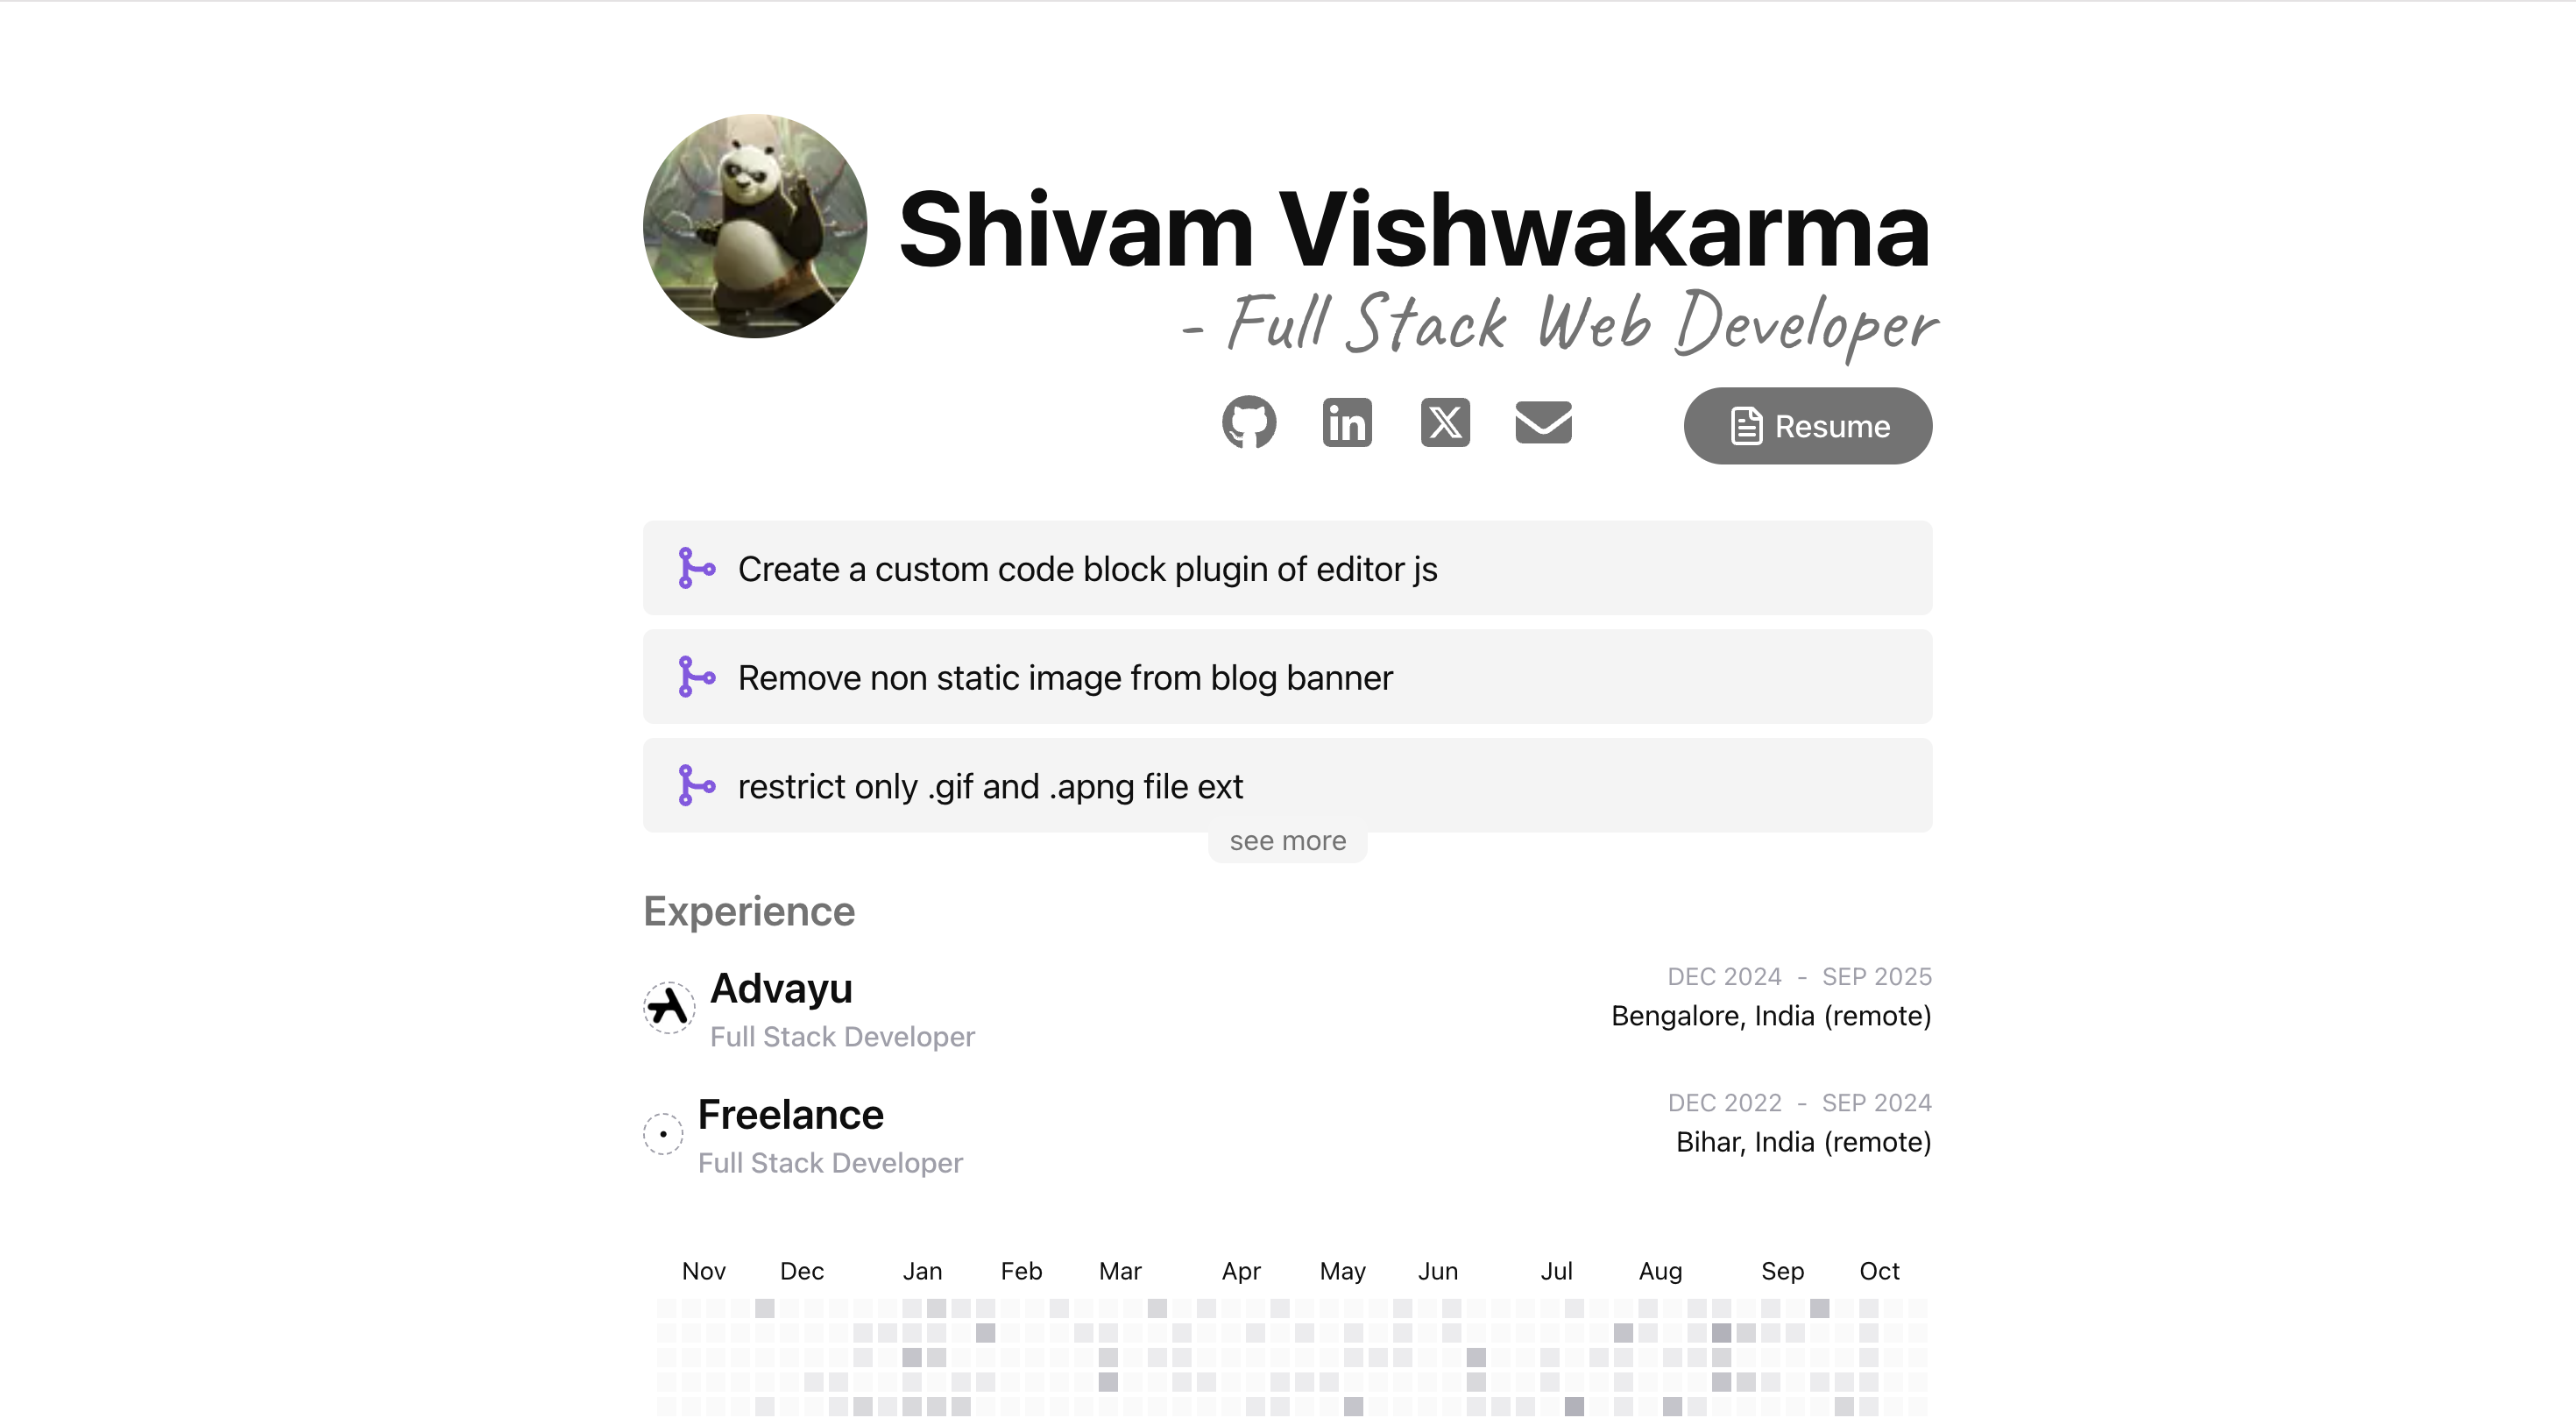 Shivam Vishwakarma
- Full Stack Web Developer
Resume
Create a custom code block plugin of editor js
Remove non static image from blog banner
restrict only .gif and .apng file ext
see more
Experience
Advayu
Full Stack Developer
DEC 2024 - SEP 2025
Bengalore, India (remote)
Freelance
Full Stack Developer
DEC 2022 - SEP 2024
Bihar, India (remote)
Nov Dec Jan Feb Mar Apr May Jun Jul Aug Sep Oct